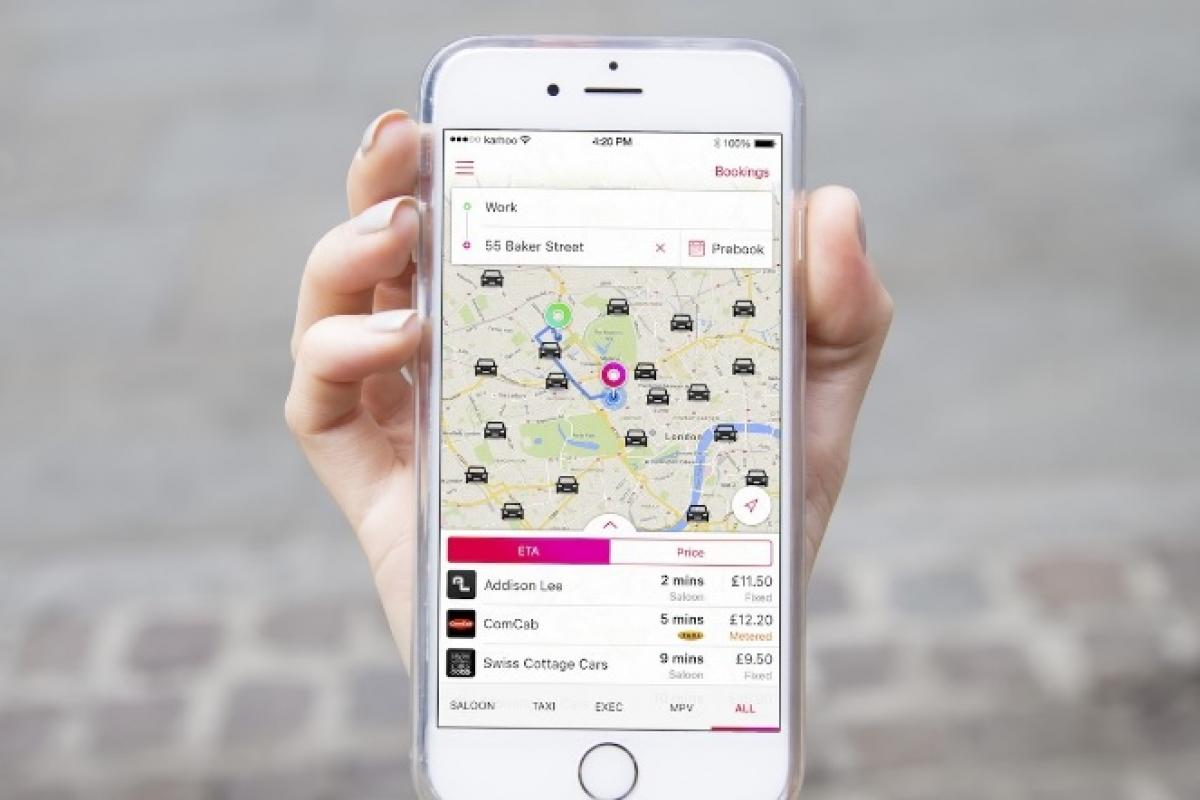 karhoo 4:20 PM 100%
Bookings
Work
55 Baker Street × Prebook
London
ETA Price
Addison Lee 2 mins £11.50
Saloon Fixed
ComCab 5 mins £12.20
Metered
Swiss Cottage Cars 9 mins £9.50
Saloon Fixed
SALOON TAXI EXEC MPV ALL